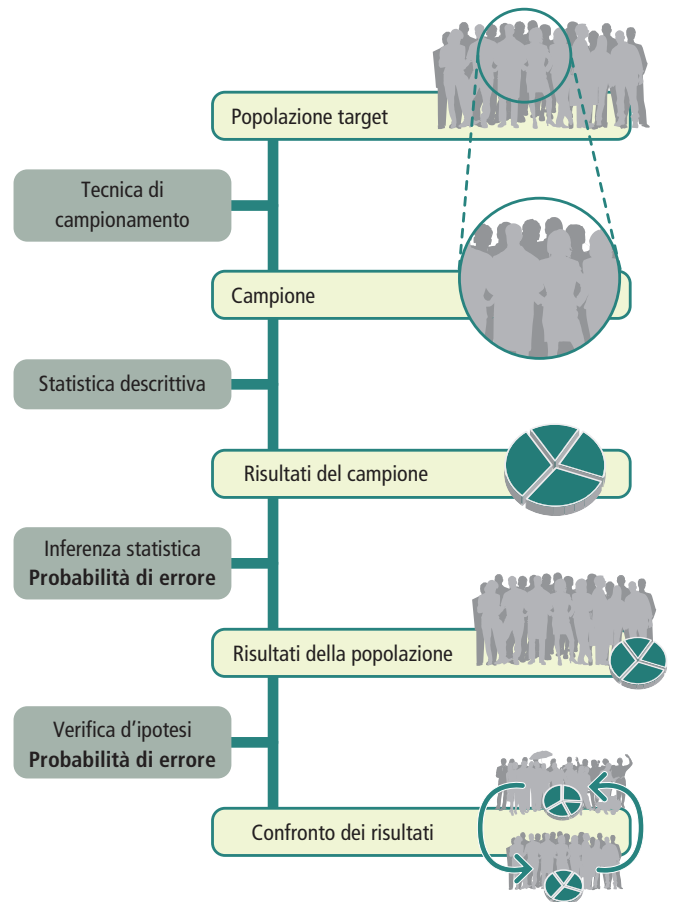 Popolazione target
Tecnica di
campionamento
Campione
Statistica descrittiva
Risultati del campione
Inferenza statistica
Probabilità di errore
Risultati della popolazione
Verifica d'ipotesi
Probabilità di errore
Confronto dei risultati